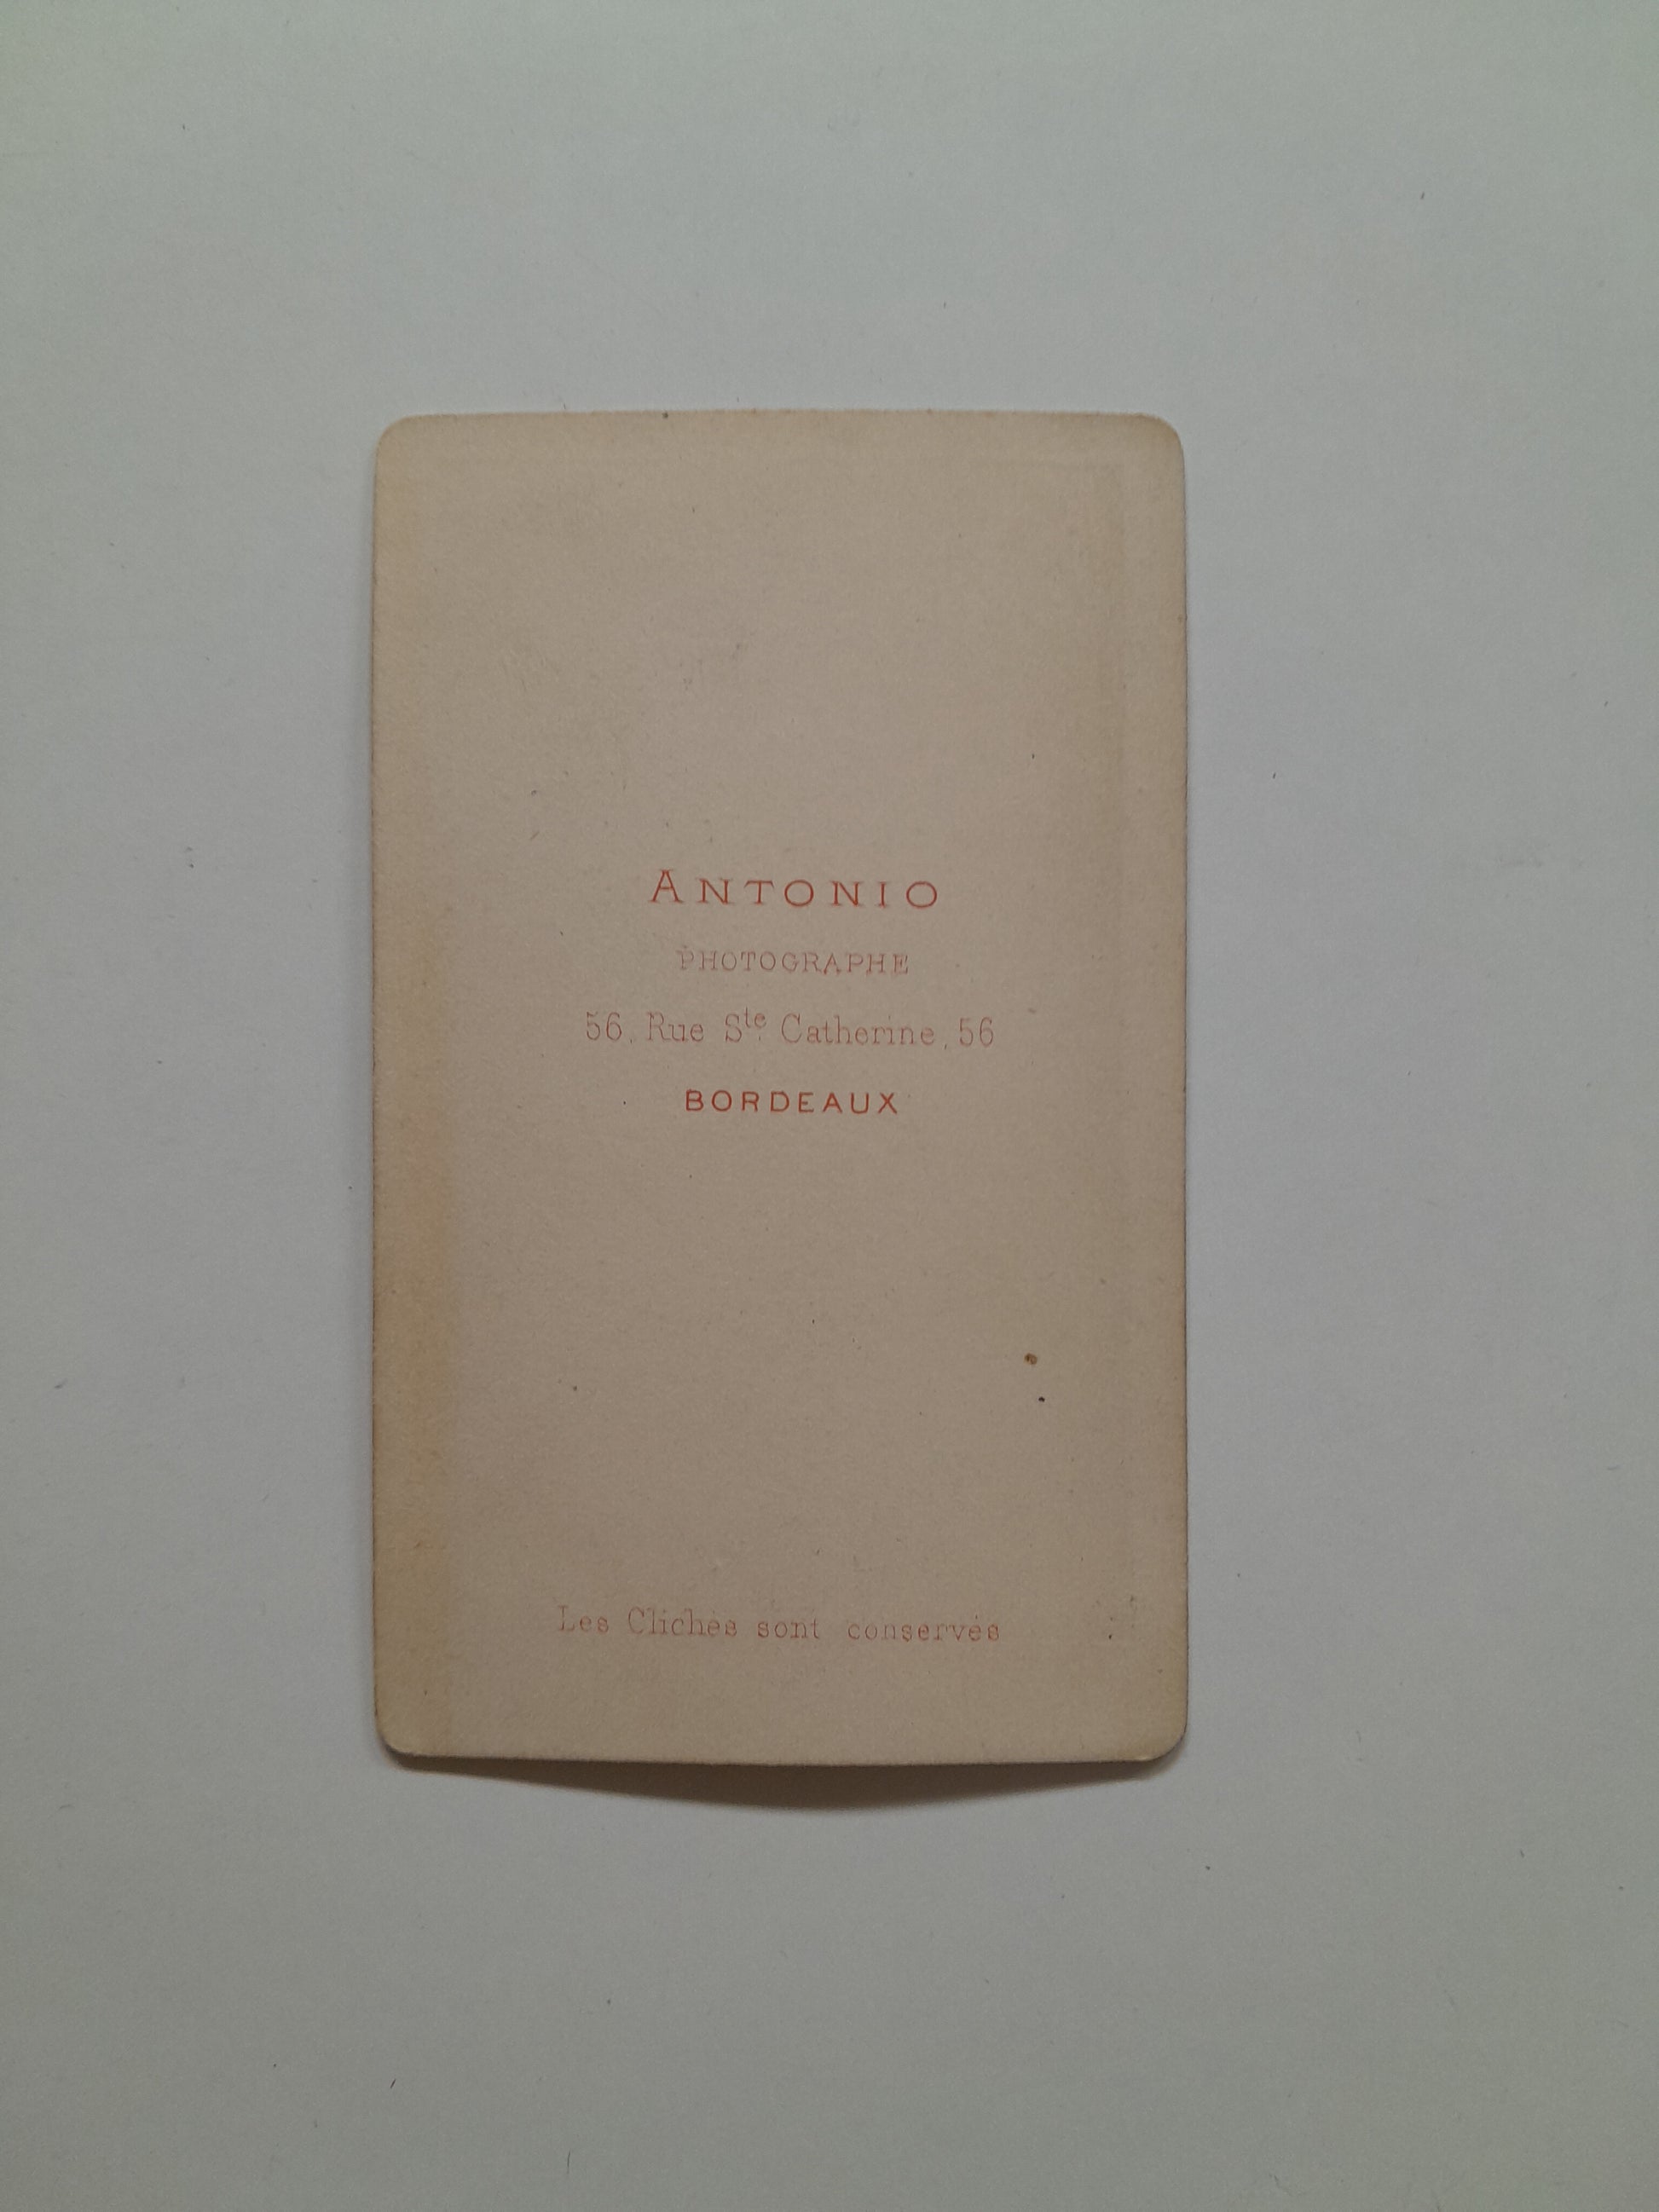 ANTONIO
PHOTOGRAPHE
56, Rue Ste. Catherine, 56
BORDEAUX
Les Clichés sont conservés